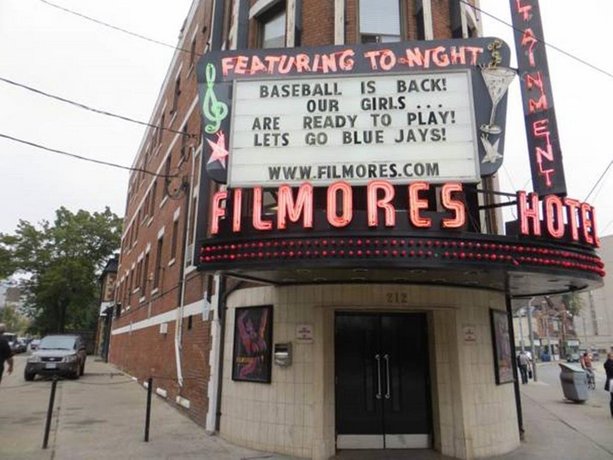 FEATURING TO-NIGHT
BASEBALL IS BACK!
OUR GIRLS ...
ARE READY TO PLAY!
LETS GO BLUE JAYS!
WWW.FILMORES.COM
FILMORES HOTEL
TAINMENT
212